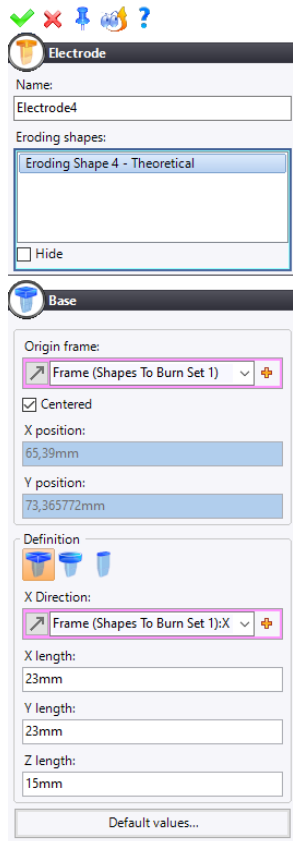 ?
Electrode
Name:
Electrode4
Eroding shapes:
Eroding Shape 4 - Theoretical
Hide
Base
Origin frame:
Frame (Shapes To Burn Set 1)
Centered
X position:
65,39mm
Y position:
73,365772mm
Definition
X Direction:
Frame (Shapes To Burn Set 1):X
X length:
23mm
Y length:
23mm
Z length:
15mm
Default values...